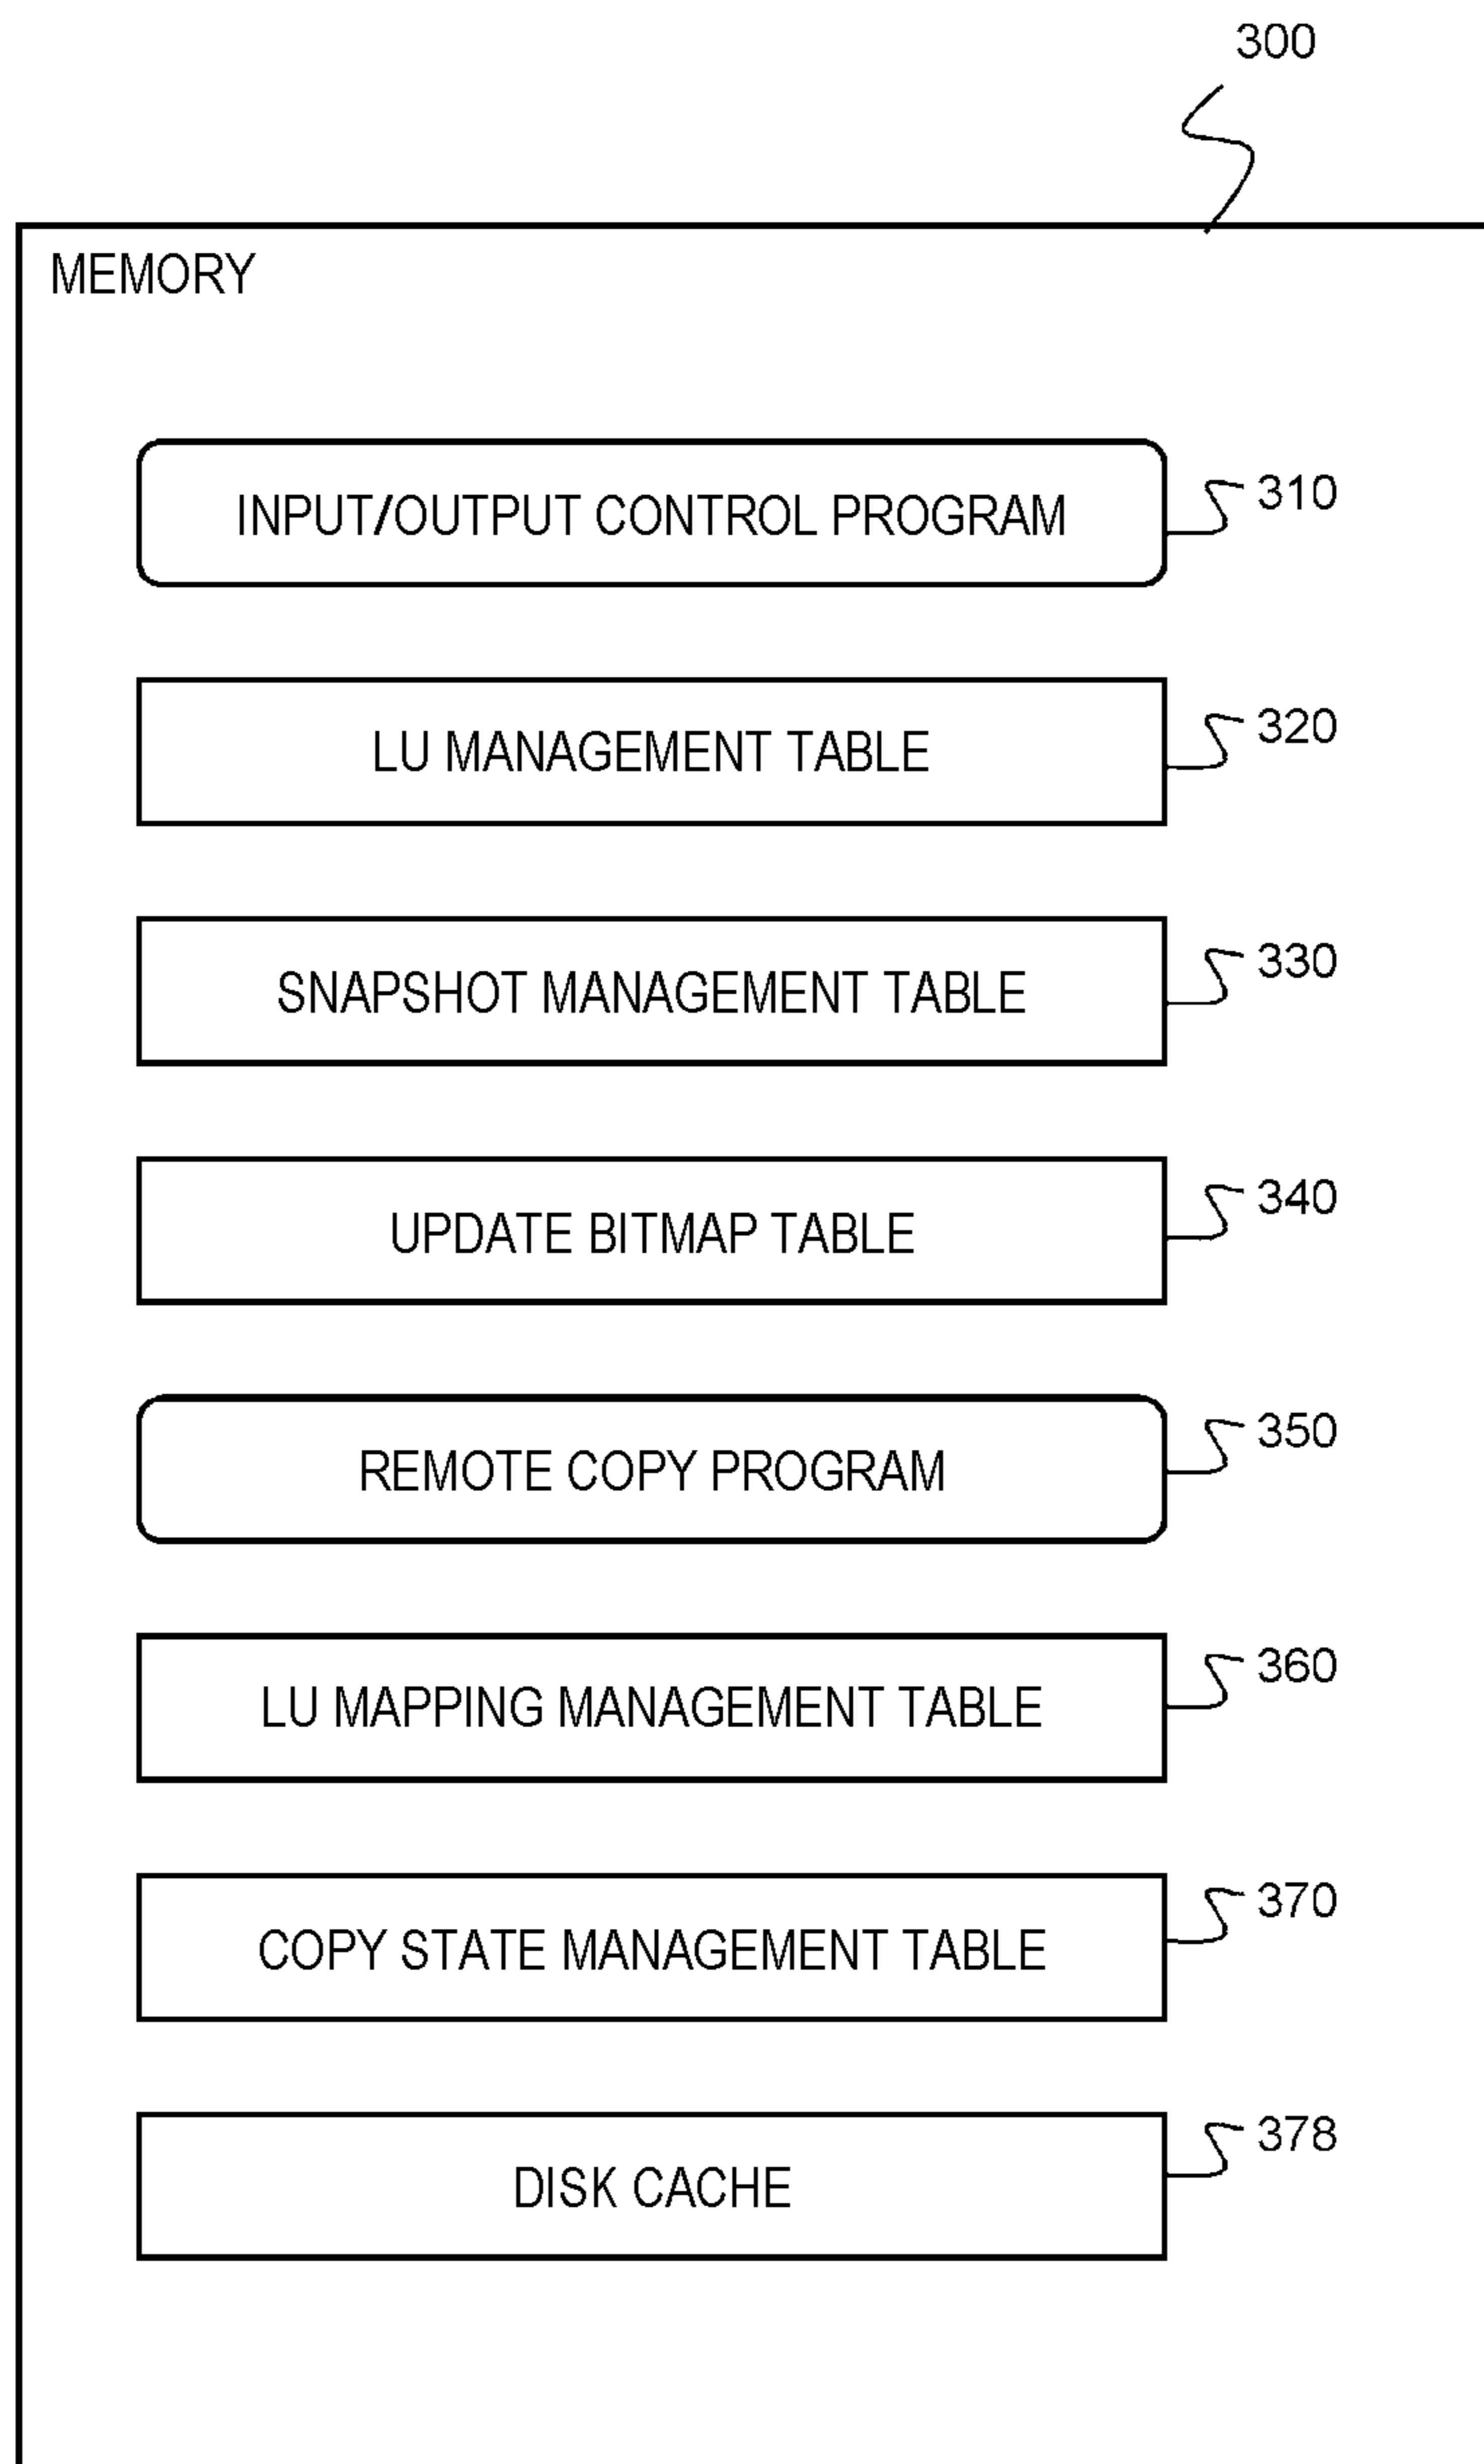 300
MEMORY
INPUT/OUTPUT CONTROL PROGRAM
310
LU MANAGEMENT TABLE
320
SNAPSHOT MANAGEMENT TABLE
330
UPDATE BITMAP TABLE
340
REMOTE COPY PROGRAM
350
LU MAPPING MANAGEMENT TABLE
360
COPY STATE MANAGEMENT TABLE
370
DISK CACHE
378